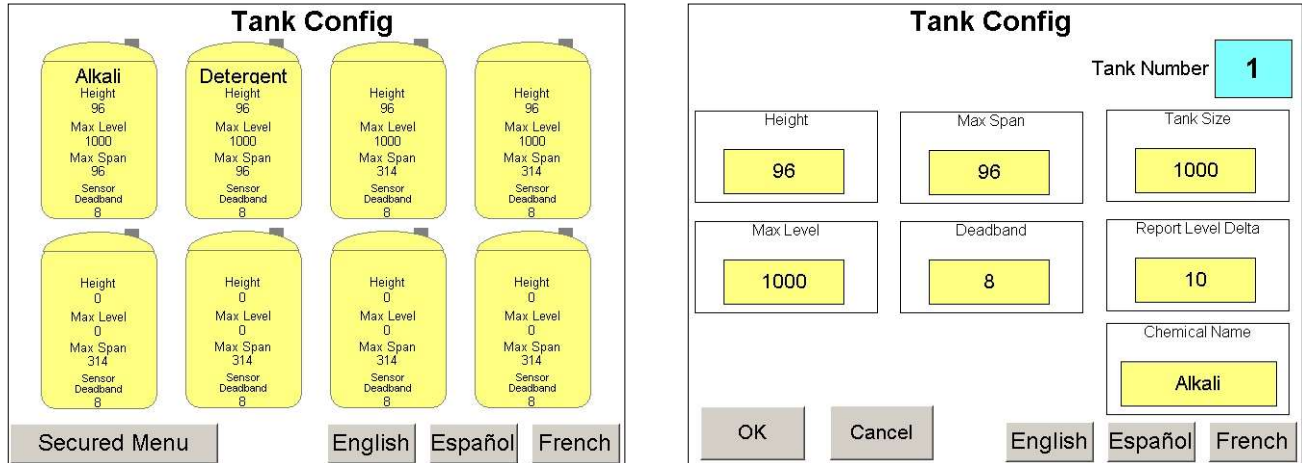 Tank Config
Alkali
Height
96
Max Level
1000
Max Span
96
Sensor
Deadband
8
Detergent
Height
96
Max Level
1000
Max Span
96
Sensor
Deadband
8
Height
96
Max Level
1000
Max Span
314
Sensor
Deadband
8
Height
96
Max Level
1000
Max Span
314
Sensor
Deadband
8
Height
0
Max Level
0
Max Span
314
Sensor
Deadband
8
Height
0
Max Level
0
Max Span
314
Sensor
Deadband
8
Height
0
Max Level
0
Max Span
314
Sensor
Deadband
8
Height
0
Max Level
0
Max Span
314
Sensor
Deadband
8
Secured Menu
English
Español
French
Tank Config
Tank Number 1
Height
96
Max Span
96
Tank Size
1000
Max Level
1000
Deadband
8
Report Level Delta
10
Chemical Name
Alkali
OK
Cancel
English
Español
French